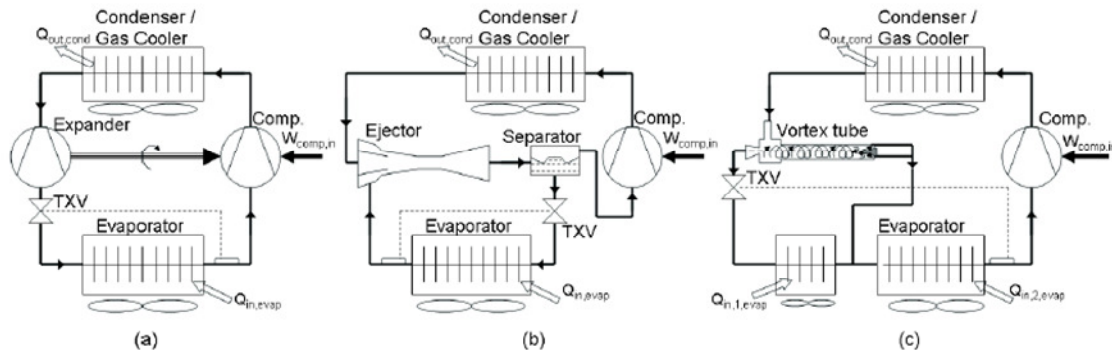 Condenser /
Gas Cooler
Q_out,cond
Expander
Comp.
W_comp,in
TXV
Evaporator
Q_in,evap
(a)
Condenser /
Gas Cooler
Q_out,cond
Ejector
Separator
Comp.
W_comp,in
TXV
Evaporator
Q_in,evap
(b)
Condenser /
Gas Cooler
Q_out,cond
Vortex tube
Comp.
W_comp,in
TXV
Evaporator
Q_in,1,evap
Q_in,2,evap
(c)